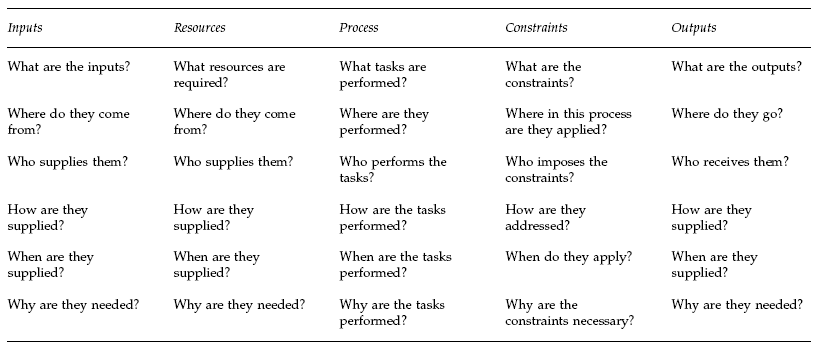 Inputs Resources Process Constraints Outputs
What are the inputs? What resources are What tasks are What are the What are the outputs?
required? performed? constraints?
Where do they come Where do they come Where are they Where in this process Where do they go?
from? from? performed? are they applied?
Who supplies them? Who supplies them? Who performs the Who imposes the Who receives them?
tasks? constraints?
How are they How are they How are the tasks How are they How are they
supplied? supplied? performed? addressed? supplied?
When are they When are they When are the tasks When do they apply? When are they
supplied? supplied? performed? supplied?
Why are they needed? Why are they needed? Why are the tasks Why are the Why are they needed?
performed? constraints necessary?